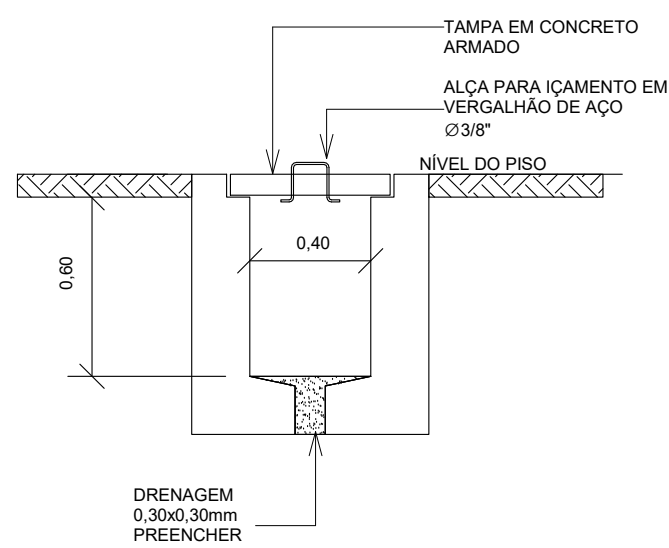 TAMPA EM CONCRETO
ARMADO
ALÇA PARA IÇAMENTO EM
VERGALHÃO DE AÇO
∅3/8"
NÍVEL DO PISO
0,40
0,60
DRENAGEM
0,30x0,30mm
PREENCHER